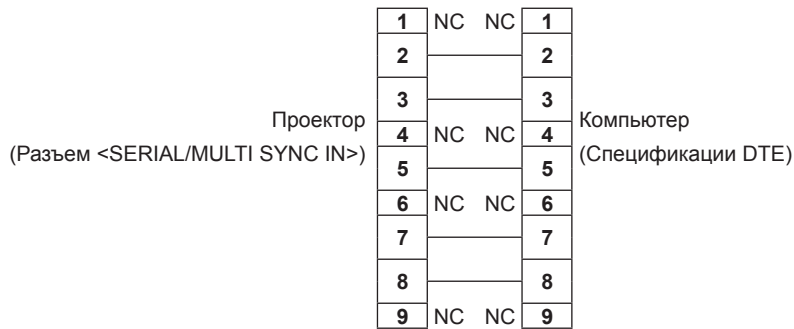 1 NC NC 1
2 2
3 3
Проектор
(Разъем <SERIAL/MULTI SYNC IN>)
4 NC NC 4
Компьютер
(Спецификации DTE)
5 5
6 NC NC 6
7 7
8 8
9 NC NC 9